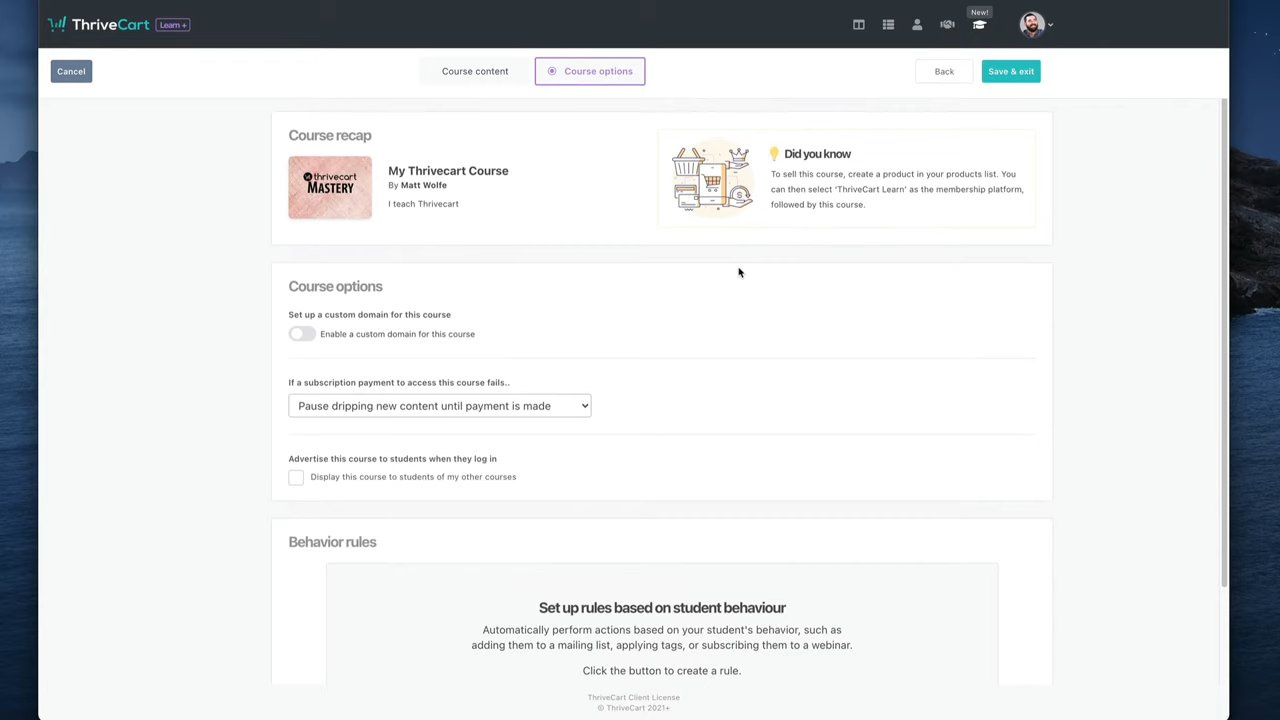 ThriveCart Learn +
New!
Cancel
Course content
Course options
Back
Save & exit
Course recap
thrivecart
MASTERY
My Thrivecart Course
By Matt Wolfe
I teach Thrivecart
Did you know
To sell this course, create a product in your products list. You
can then select 'ThriveCart Learn' as the membership platform,
followed by this course.
Course options
Set up a custom domain for this course
Enable a custom domain for this course
If a subscription payment to access this course fails..
Pause dripping new content until payment is made
Advertise this course to students when they log in
Display this course to students of my other courses
Behavior rules
Set up rules based on student behaviour
Automatically perform actions based on your student's behavior, such as
adding them to a mailing list, applying tags, or subscribing them to a webinar.
Click the button to create a rule.
ThriveCart Client License
© ThriveCart 2021+